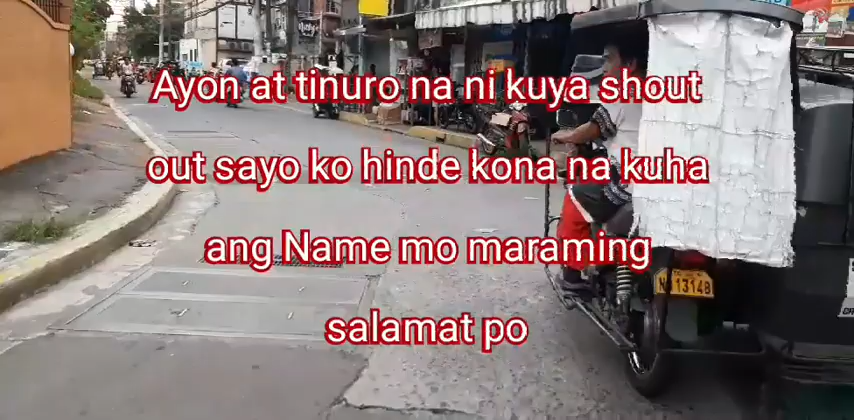 Ayon at tinuro na ni kuya shout
out sayo ko hinde kona na kuha
ang Name mo maraming
salamat po
N 13148